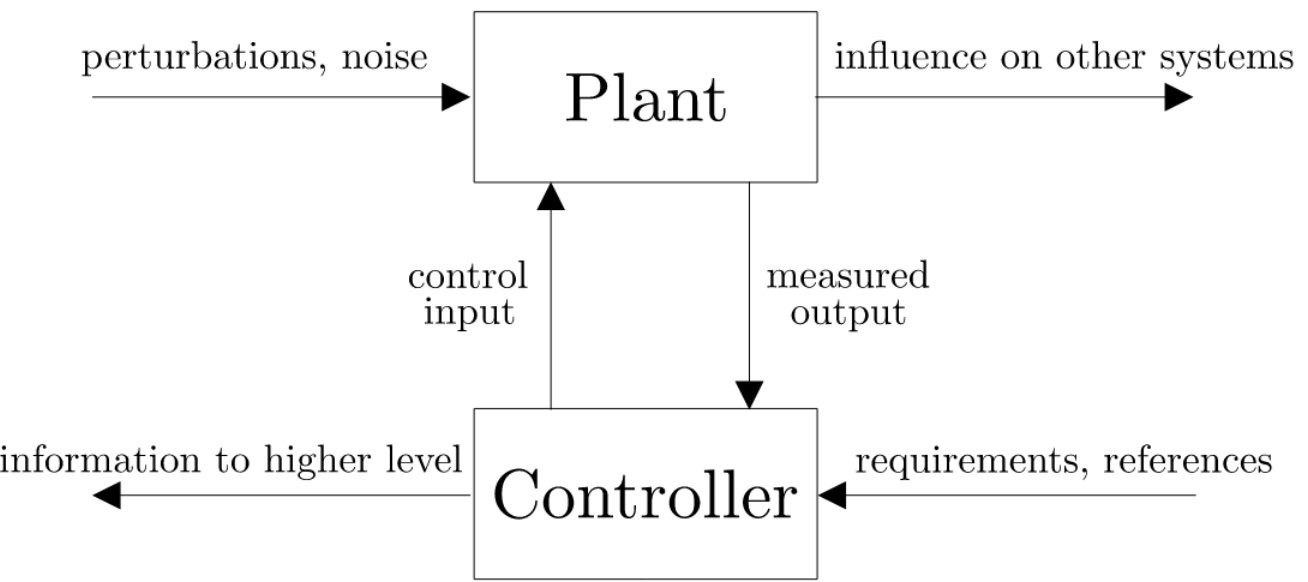 perturbations, noise
Plant
influence on other systems
control
input
measured
output
information to higher level
Controller
requirements, references